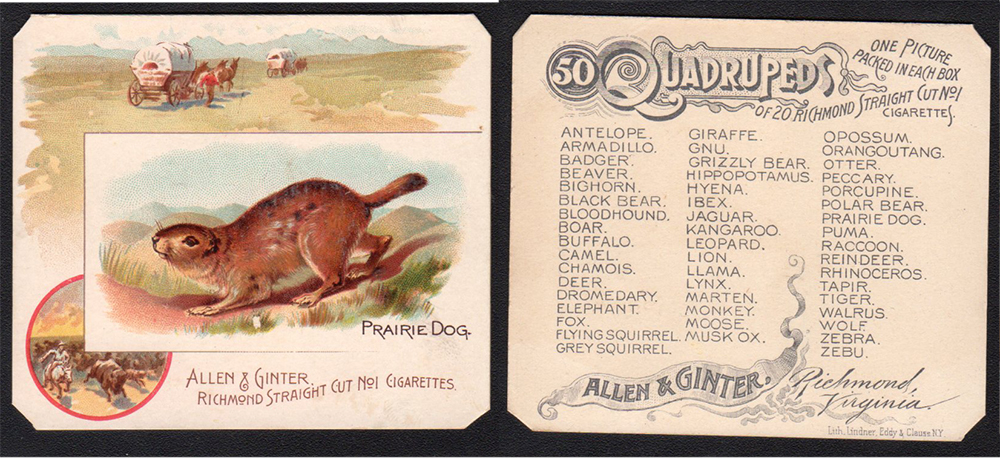 PRAIRIE DOG.
ALLEN & GINTER
RICHMOND STRAIGHT CUT No1 CIGARETTES.
50 QUADRUPEDS
ONE PICTURE
PACKED IN EACH BOX
OF 20 RICHMOND STRAIGHT CUT No1
CIGARETTES.
ANTELOPE.
ARMADILLO.
BADGER.
BEAVER.
BIGHORN.
BLACK BEAR.
BLOODHOUND.
BOAR.
BUFFALO.
CAMEL.
CHAMOIS.
DEER.
DROMEDARY.
ELEPHANT.
FOX.
FLYING SQUIRREL.
GREY SQUIRREL.
GIRAFFE.
GNU.
GRIZZLY BEAR.
HIPPOPOTAMUS.
HYENA.
IBEX.
JAGUAR.
KANGAROO.
LEOPARD.
LION.
LLAMA.
LYNX.
MARTEN.
MONKEY.
MOOSE.
MUSK OX.
OPOSSUM.
ORANGOUTANG.
OTTER.
PECCARY.
PORCUPINE.
POLAR BEAR.
PRAIRIE DOG.
PUMA.
RACCOON.
REINDEER.
RHINOCEROS.
TAPIR.
TIGER.
WALRUS.
WOLF.
ZEBRA.
ZEBU.
ALLEN & GINTER.
Richmond,
Virginia.
Lith. Lindner, Eddy & Clauss. N.Y.